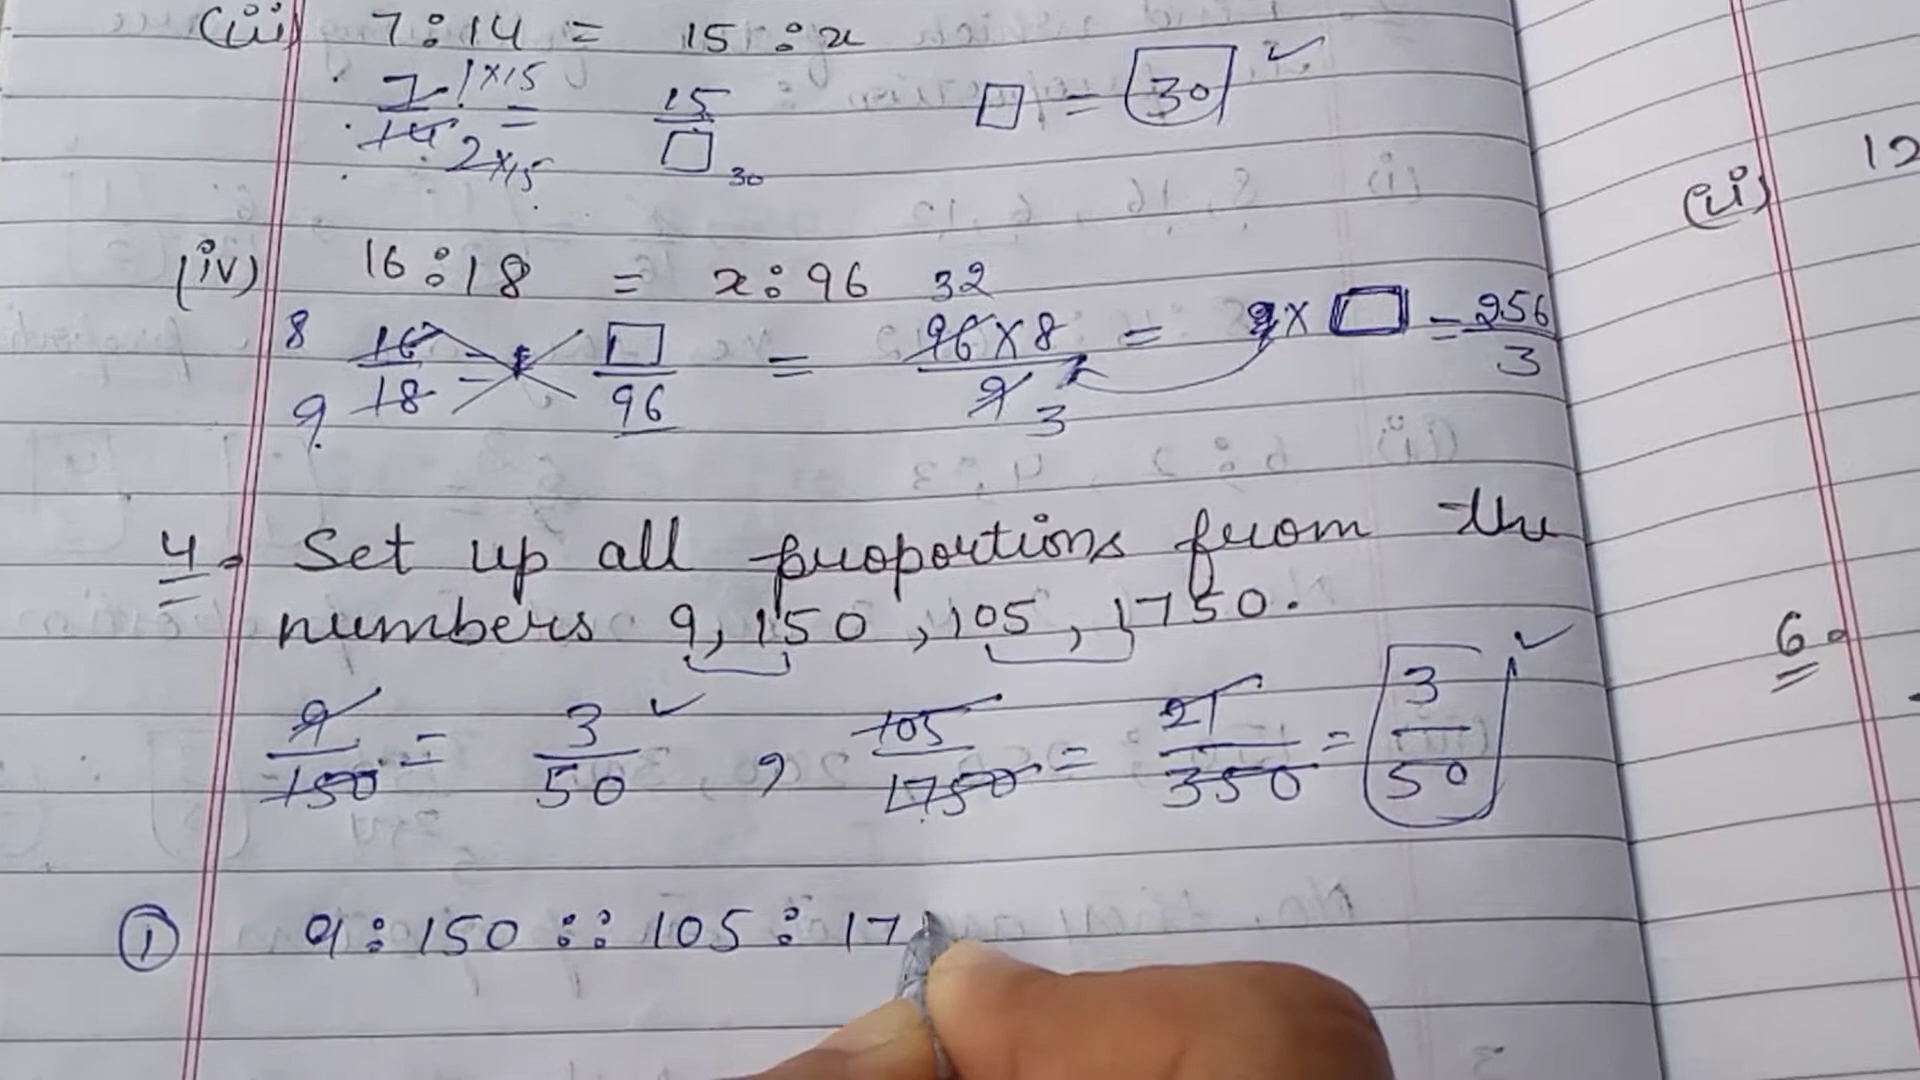 (iii) 7:14 = 15:x
7 1×15 = 15 □ = 30 ✓
14 2×15 □ 30
(iv) 16:18 = x:96 32
8 16 = □ = 96×8 = × □ = 256
9 18 96 9 3 3
4. Set up all proportions from the
numbers 9, 150, 105, 1750.
9 = 3 ✓ , 105 = 21 = 3 ✓
150 50 1750 350 50
① 9:150 :: 105:17
12
(ii)
6.